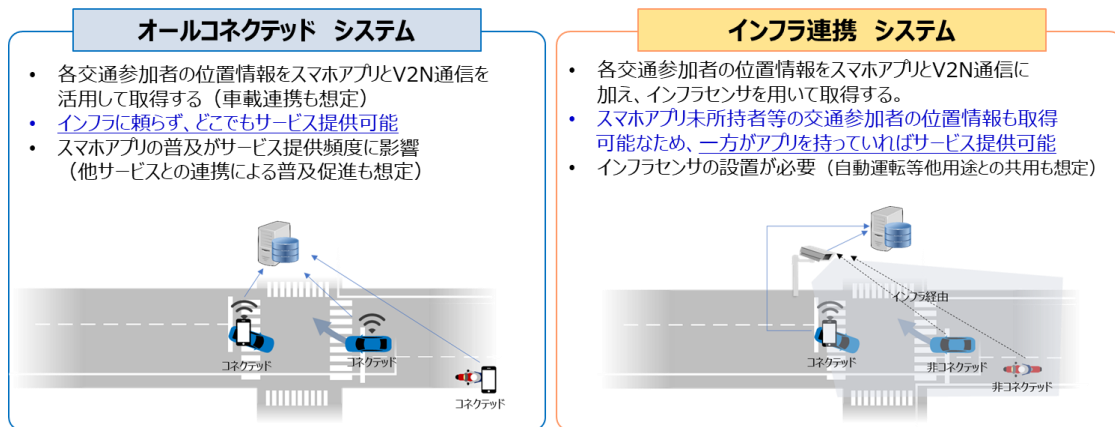 オールコネクテッド システム
• 各交通参加者の位置情報をスマホアプリとV2N通信を
活用して取得する（車載連携も想定）
• インフラに頼らず、どこでもサービス提供可能
• スマホアプリの普及がサービス提供頻度に影響
（他サービスとの連携による普及促進も想定）
コネクテッド
コネクテッド
コネクテッド
インフラ連携 システム
• 各交通参加者の位置情報をスマホアプリとV2N通信に
加え、インフラセンサを用いて取得する。
• スマホアプリ未所持者等の交通参加者の位置情報も取得
可能なため、一方がアプリを持っていればサービス提供可能
• インフラセンサの設置が必要（自動運転等他用途との共用も想定）
インフラ経由
コネクテッド
非コネクテッド
非コネクテッド